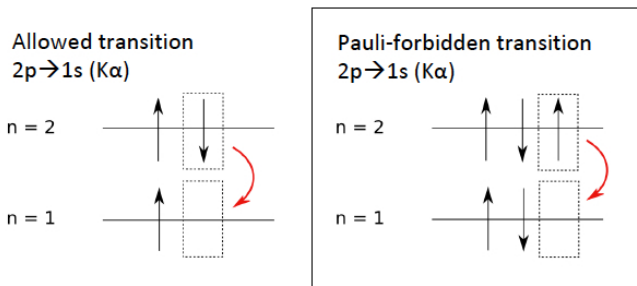 Allowed transition
2p→1s (Kα)
n = 2
n = 1
Pauli-forbidden transition
2p→1s (Kα)
n = 2
n = 1